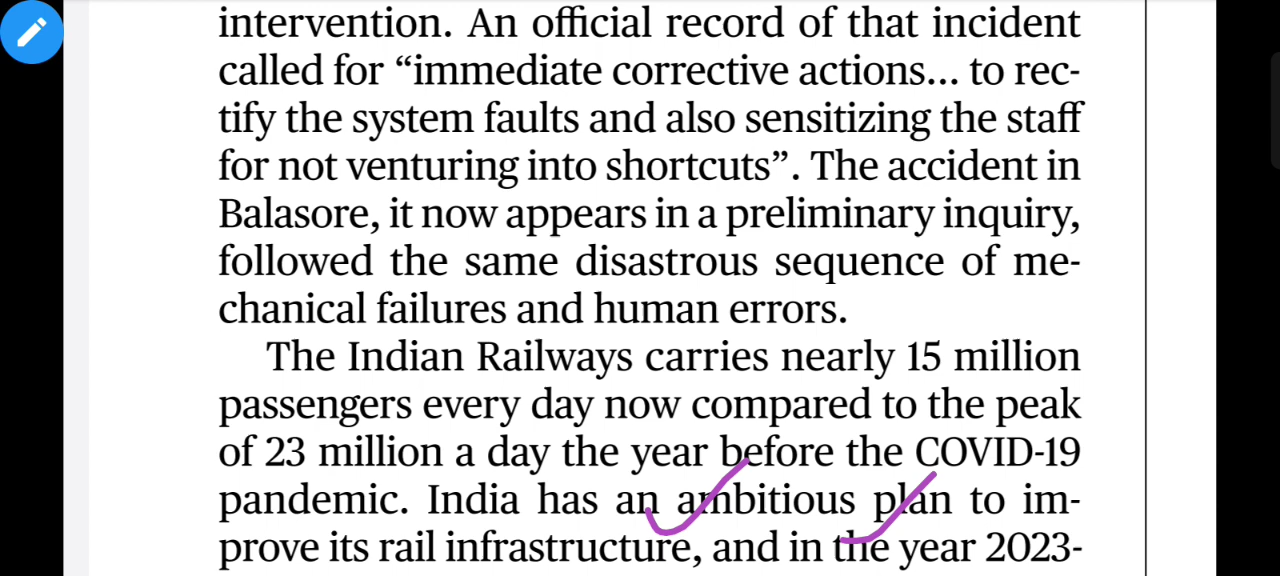 intervention. An official record of that incident
called for “immediate corrective actions... to rec-
tify the system faults and also sensitizing the staff
for not venturing into shortcuts”. The accident in
Balasore, it now appears in a preliminary inquiry,
followed the same disastrous sequence of me-
chanical failures and human errors.
The Indian Railways carries nearly 15 million
passengers every day now compared to the peak
of 23 million a day the year before the COVID-19
pandemic. India has an ambitious plan to im-
prove its rail infrastructure, and in the year 2023-